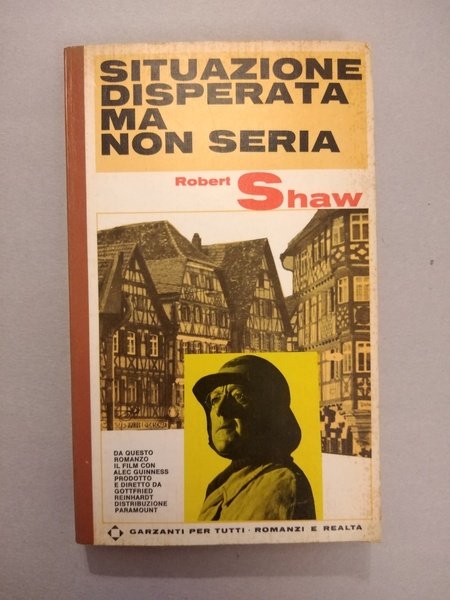 SITUAZIONE
DISPERATA
MA
NON SERIA
Robert Shaw
DA QUESTO
ROMANZO
IL FILM CON
ALEC GUINNESS
PRODOTTO
E DIRETTO DA
GOTTFRIED
REINHARDT
DISTRIBUZIONE
PARAMOUNT
GARZANTI PER TUTTI · ROMANZI E REALTA